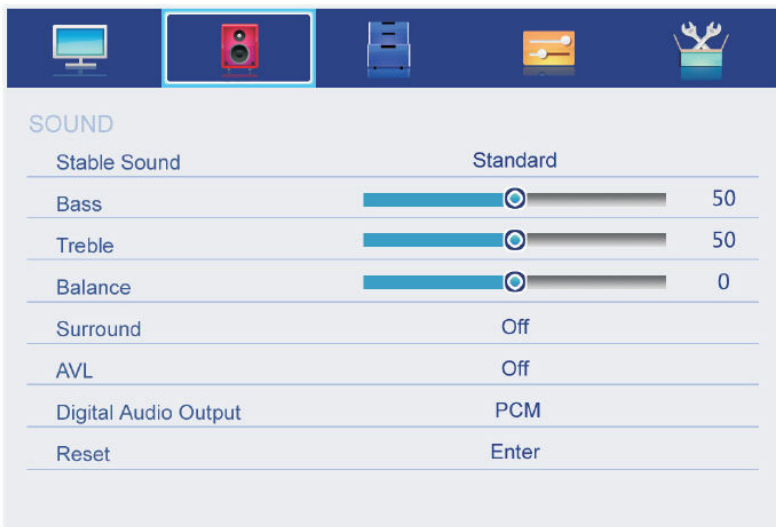 SOUND
Stable Sound Standard
Bass 50
Treble 50
Balance 0
Surround Off
AVL Off
Digital Audio Output PCM
Reset Enter